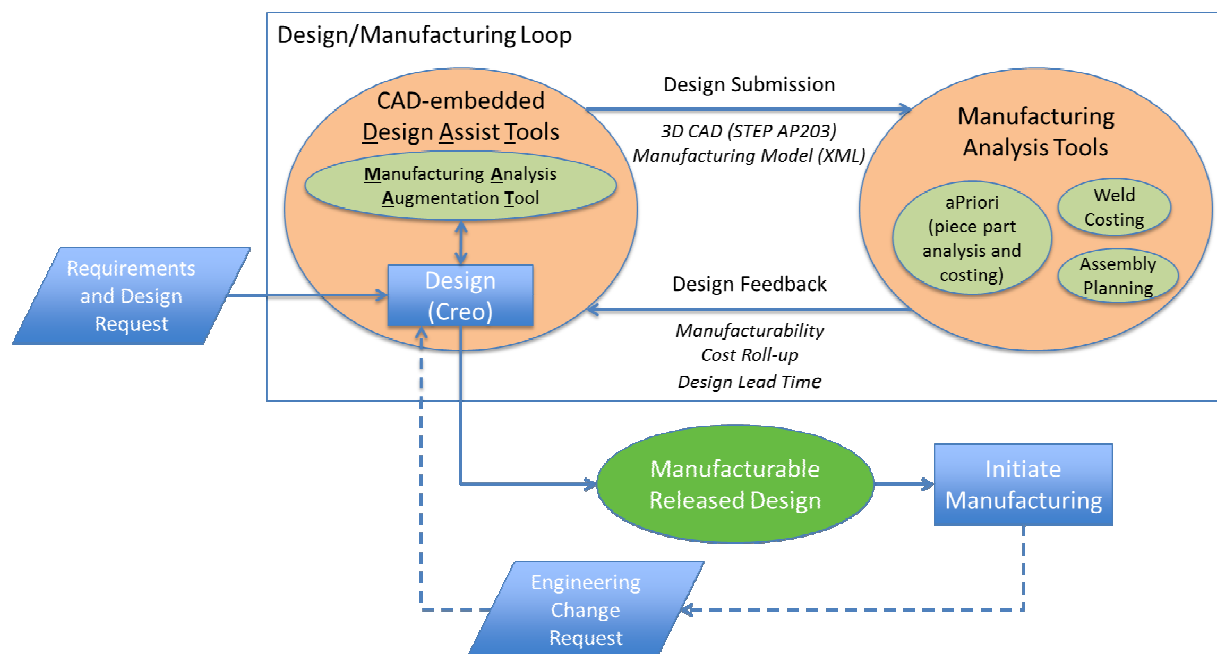 Design/Manufacturing Loop
CAD-embedded
Design Assist Tools
Manufacturing Analysis
Augmentation Tool
Design
(Creo)
Requirements
and Design
Request
Design Submission
3D CAD (STEP AP203)
Manufacturing Model (XML)
Manufacturing
Analysis Tools
aPriori
(piece part
analysis and
costing)
Weld
Costing
Assembly
Planning
Design Feedback
Manufacturability
Cost Roll-up
Design Lead Time
Manufacturable
Released Design
Initiate
Manufacturing
Engineering
Change
Request